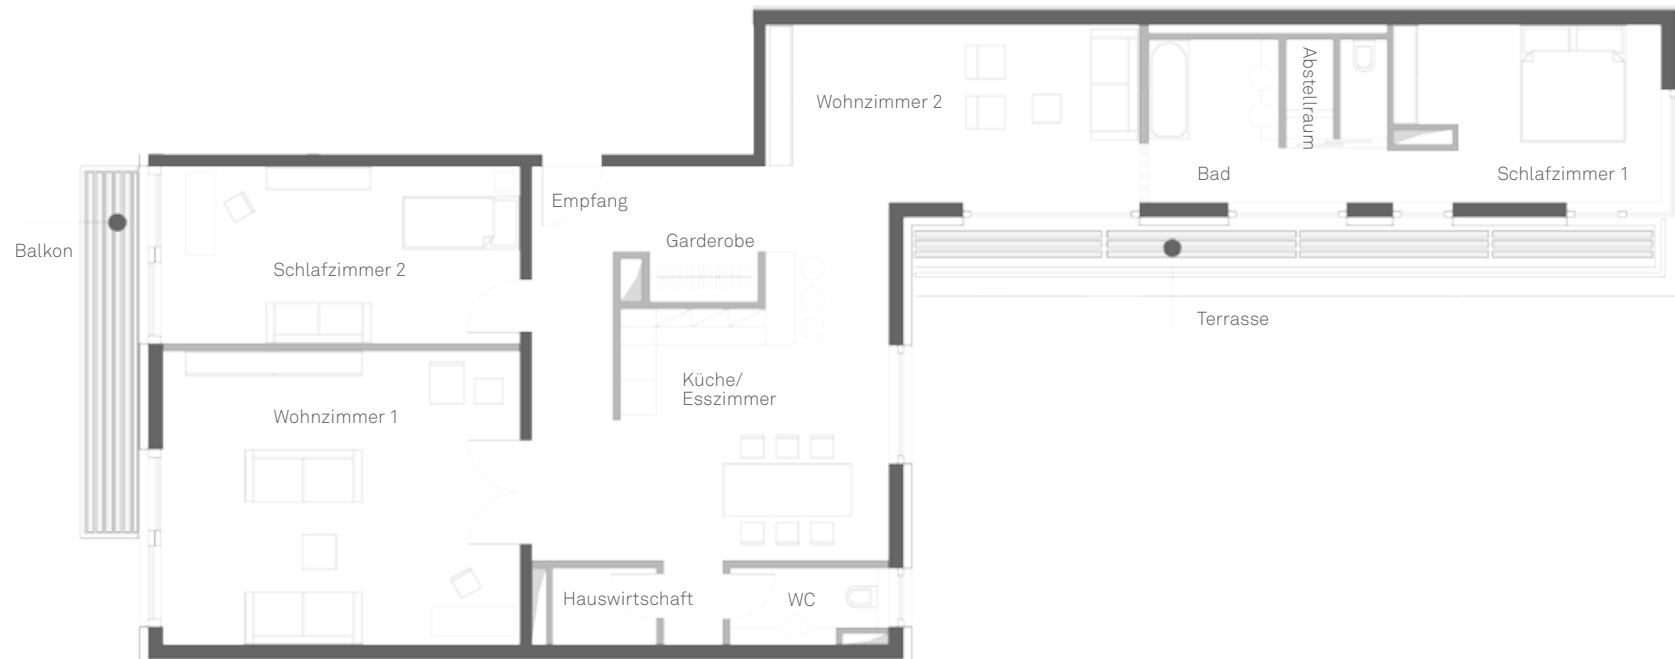 Wohnzimmer 2
Abstellraum
Bad
Schlafzimmer 1
Empfang
Garderobe
Balkon
Schlafzimmer 2
Terrasse
Küche/
Esszimmer
Wohnzimmer 1
Hauswirtschaft
WC